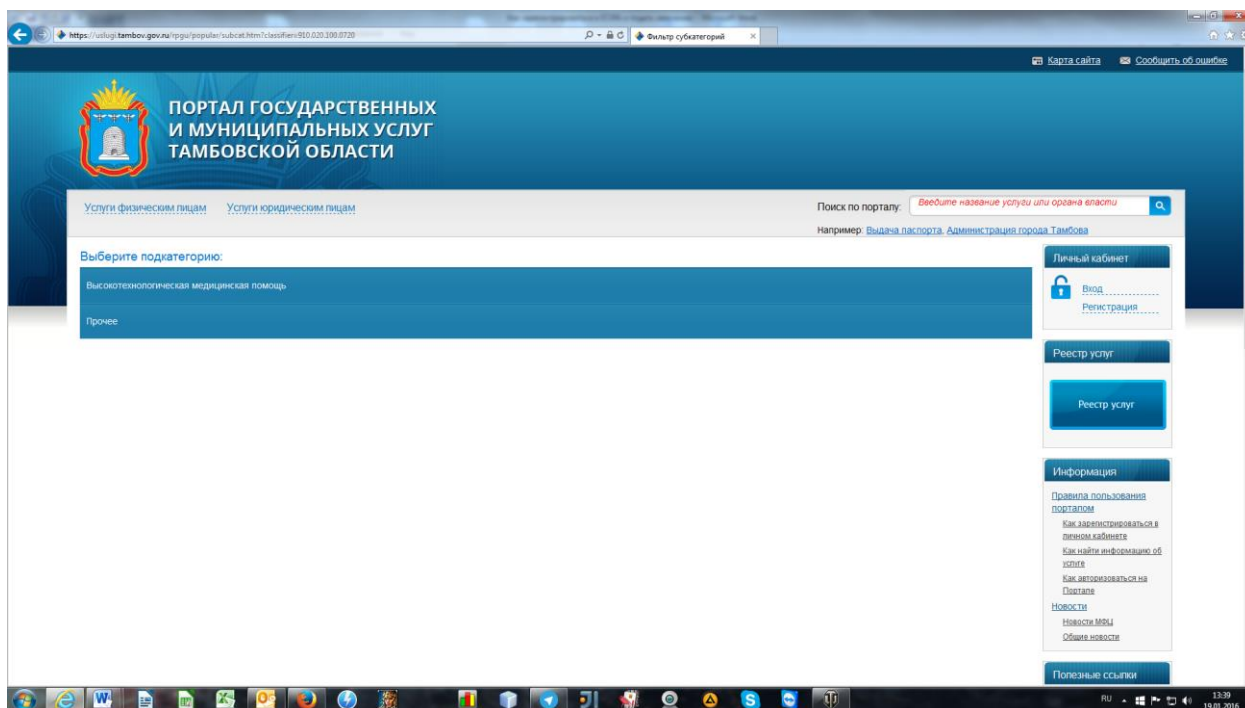 https://uslugi.tambov.gov.ru/rpgu/popular/subcat.htm?classifier=910.020.100.0720
Фильтр субкатегорий
Карта сайта
Сообщить об ошибке
ПОРТАЛ ГОСУДАРСТВЕННЫХ
И МУНИЦИПАЛЬНЫХ УСЛУГ
ТАМБОВСКОЙ ОБЛАСТИ
Услуги физическим лицам
Услуги юридическим лицам
Поиск по порталу:
Введите название услуги или органа власти
Например: Выдача паспорта, Администрация города Тамбова
Выберите подкатегорию:
Высокотехнологическая медицинская помощь
Прочее
Личный кабинет
Вход
Регистрация
Реестр услуг
Реестр услуг
Информация
Правила пользования
порталом
Как зарегистрироваться в
личном кабинете
Как найти информацию об
услуге
Как авторизоваться на
Портале
Новости
Новости МФЦ
Общие новости
Полезные ссылки
RU
13:39
19.01.2016